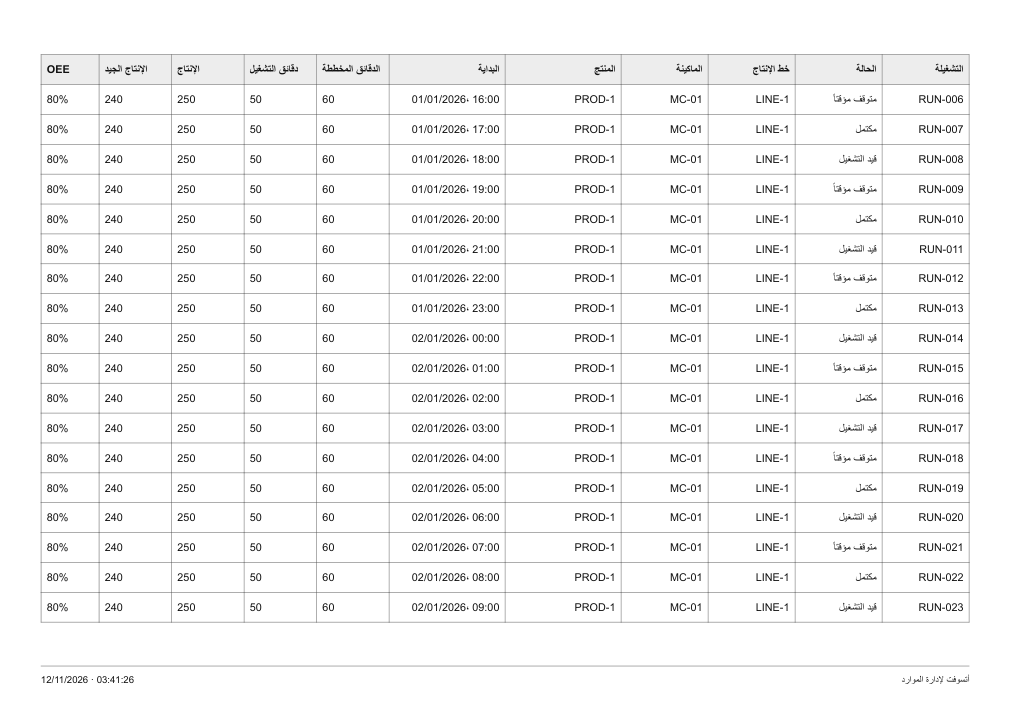 التشغيلة الحالة خط الإنتاج الماكينة المنتج البداية الدقائق المخططة دقائق التشغيل الإنتاج الإنتاج الجيد OEE
RUN-006 متوقف مؤقتاً LINE-1 MC-01 PROD-1 01/01/2026، 16:00 60 50 250 240 80%
RUN-007 مكتمل LINE-1 MC-01 PROD-1 01/01/2026، 17:00 60 50 250 240 80%
RUN-008 قيد التشغيل LINE-1 MC-01 PROD-1 01/01/2026، 18:00 60 50 250 240 80%
RUN-009 متوقف مؤقتاً LINE-1 MC-01 PROD-1 01/01/2026، 19:00 60 50 250 240 80%
RUN-010 مكتمل LINE-1 MC-01 PROD-1 01/01/2026، 20:00 60 50 250 240 80%
RUN-011 قيد التشغيل LINE-1 MC-01 PROD-1 01/01/2026، 21:00 60 50 250 240 80%
RUN-012 متوقف مؤقتاً LINE-1 MC-01 PROD-1 01/01/2026، 22:00 60 50 250 240 80%
RUN-013 مكتمل LINE-1 MC-01 PROD-1 01/01/2026، 23:00 60 50 250 240 80%
RUN-014 قيد التشغيل LINE-1 MC-01 PROD-1 02/01/2026، 00:00 60 50 250 240 80%
RUN-015 متوقف مؤقتاً LINE-1 MC-01 PROD-1 02/01/2026، 01:00 60 50 250 240 80%
RUN-016 مكتمل LINE-1 MC-01 PROD-1 02/01/2026، 02:00 60 50 250 240 80%
RUN-017 قيد التشغيل LINE-1 MC-01 PROD-1 02/01/2026، 03:00 60 50 250 240 80%
RUN-018 متوقف مؤقتاً LINE-1 MC-01 PROD-1 02/01/2026، 04:00 60 50 250 240 80%
RUN-019 مكتمل LINE-1 MC-01 PROD-1 02/01/2026، 05:00 60 50 250 240 80%
RUN-020 قيد التشغيل LINE-1 MC-01 PROD-1 02/01/2026، 06:00 60 50 250 240 80%
RUN-021 متوقف مؤقتاً LINE-1 MC-01 PROD-1 02/01/2026، 07:00 60 50 250 240 80%
RUN-022 مكتمل LINE-1 MC-01 PROD-1 02/01/2026، 08:00 60 50 250 240 80%
RUN-023 قيد التشغيل LINE-1 MC-01 PROD-1 02/01/2026، 09:00 60 50 250 240 80%
أتسوفت لإدارة الموارد 12/11/2026 · 03:41:26